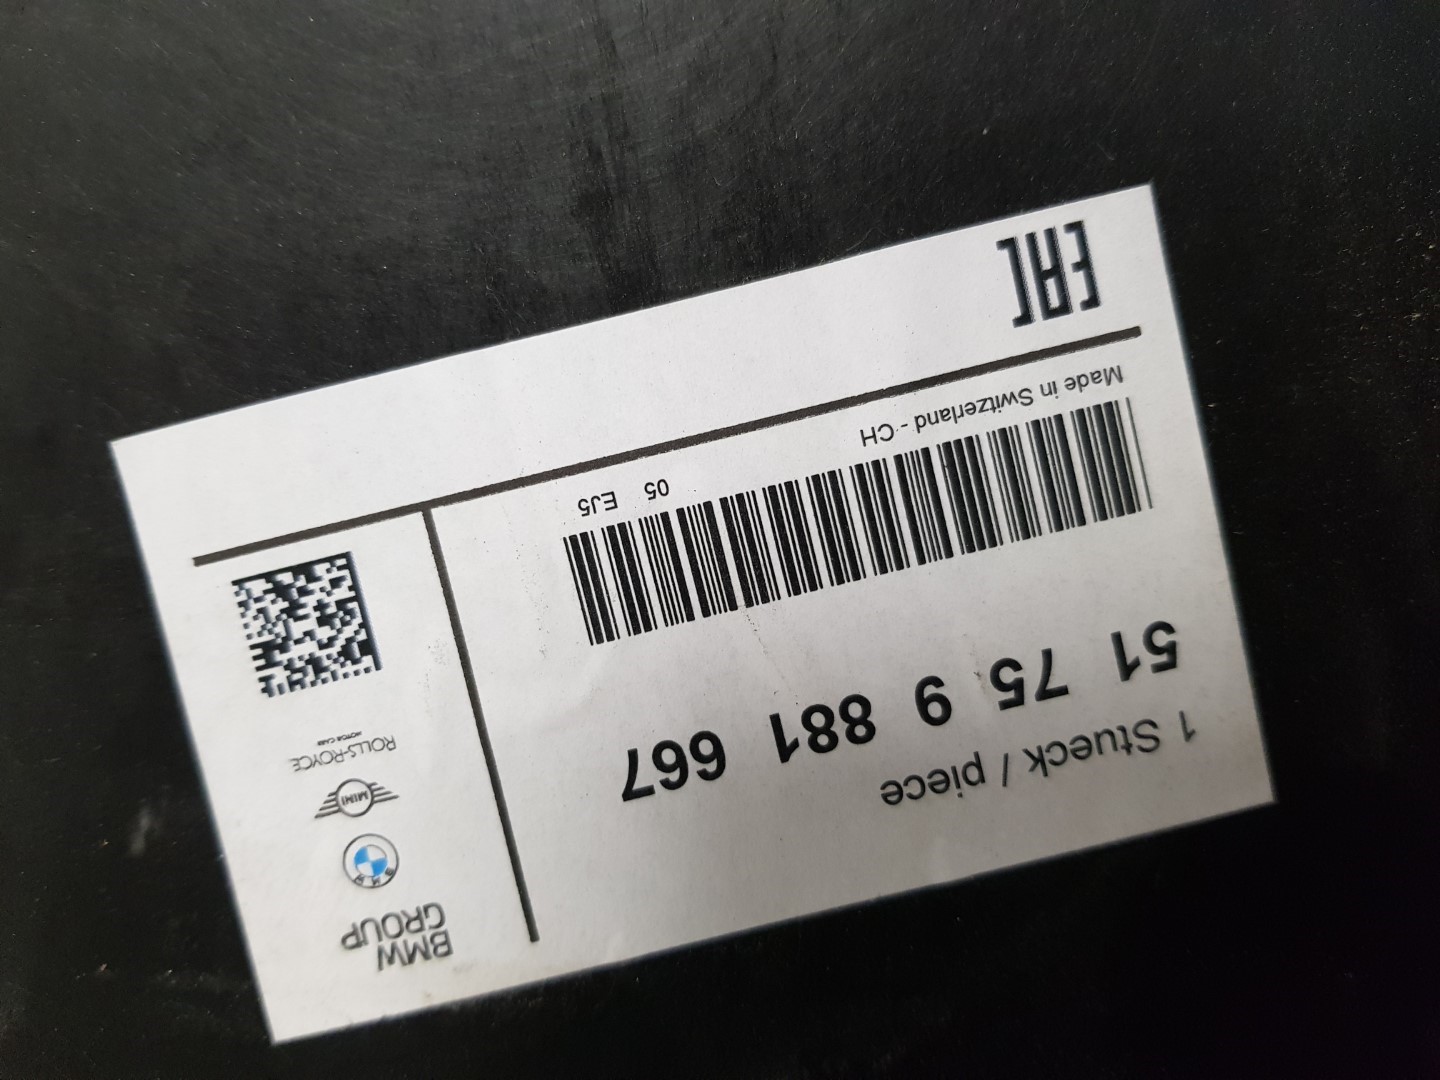 BMW
GROUP
BMW
MINI
ROLLS-ROYCE
MOTOR CARS
1 Stueck / piece
51 75 9 881 667
05 EJ5
Made in Switzerland - CH
EAC